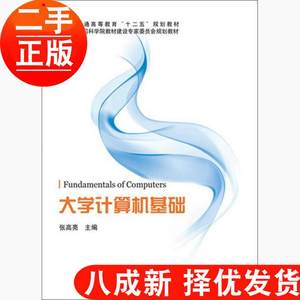 二手
正版
通高等教育“十二五”规划教材
科学院教材建设专家委员会规划教材
Fundamentals of Computers
大学计算机基础
张高亮 主编
八成新 择优发货